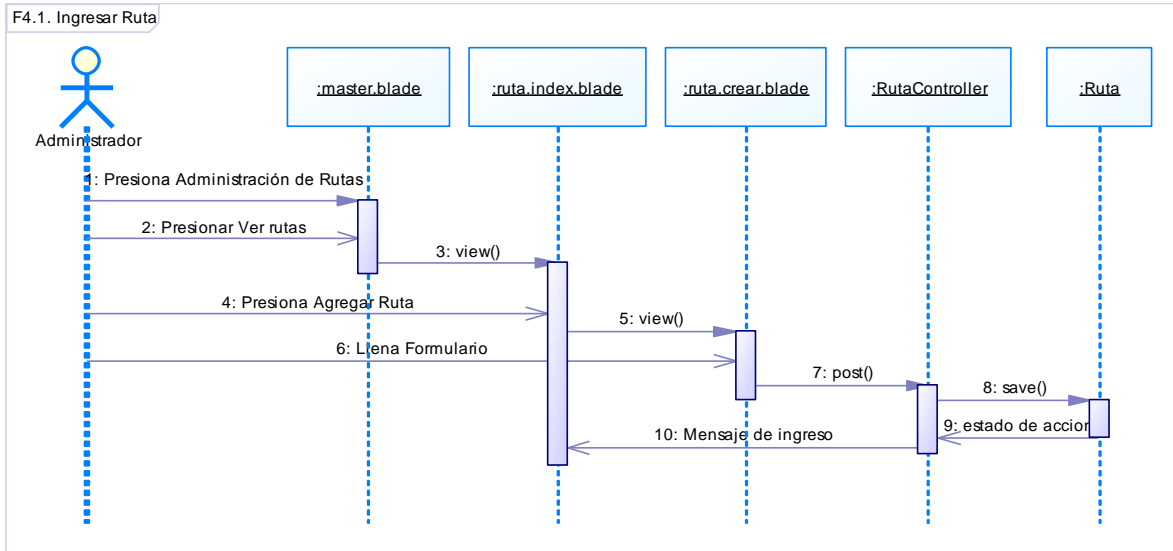 F4.1. Ingresar Ruta
:master.blade
:ruta.index.blade
:ruta.crear.blade
:RutaController
:Ruta
Administrador
1: Presiona Administración de Rutas
2: Presionar Ver rutas
3: view()
4: Presiona Agregar Ruta
5: view()
6: Llena Formulario
7: post()
8: save()
9: estado de accion
10: Mensaje de ingreso